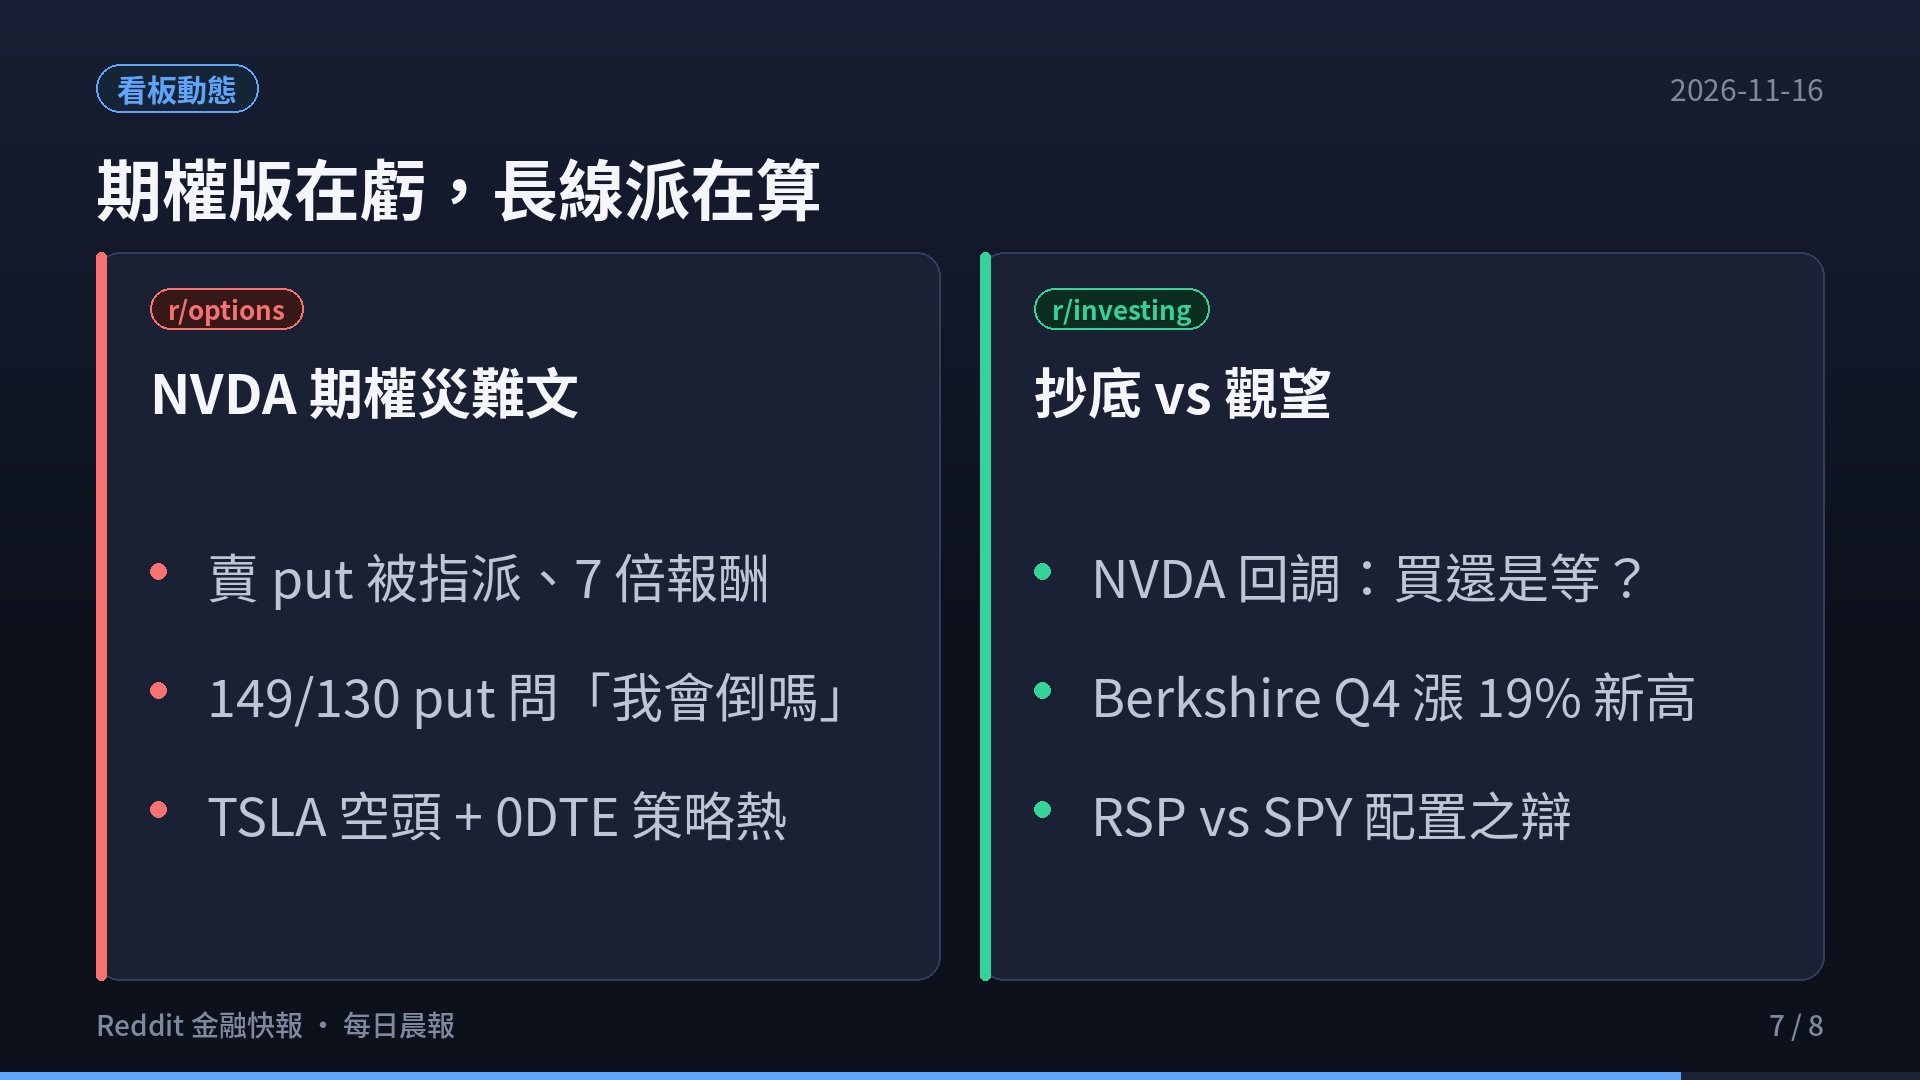 看板動態
2026-11-16
期權版在虧，長線派在算
r/options
NVDA 期權災難文
賣 put 被指派、7 倍報酬
149/130 put 問「我會倒嗎」
TSLA 空頭 + 0DTE 策略熱
r/investing
抄底 vs 觀望
NVDA 回調：買還是等？
Berkshire Q4 漲 19% 新高
RSP vs SPY 配置之辯
Reddit 金融快報 · 每日晨報
7 / 8